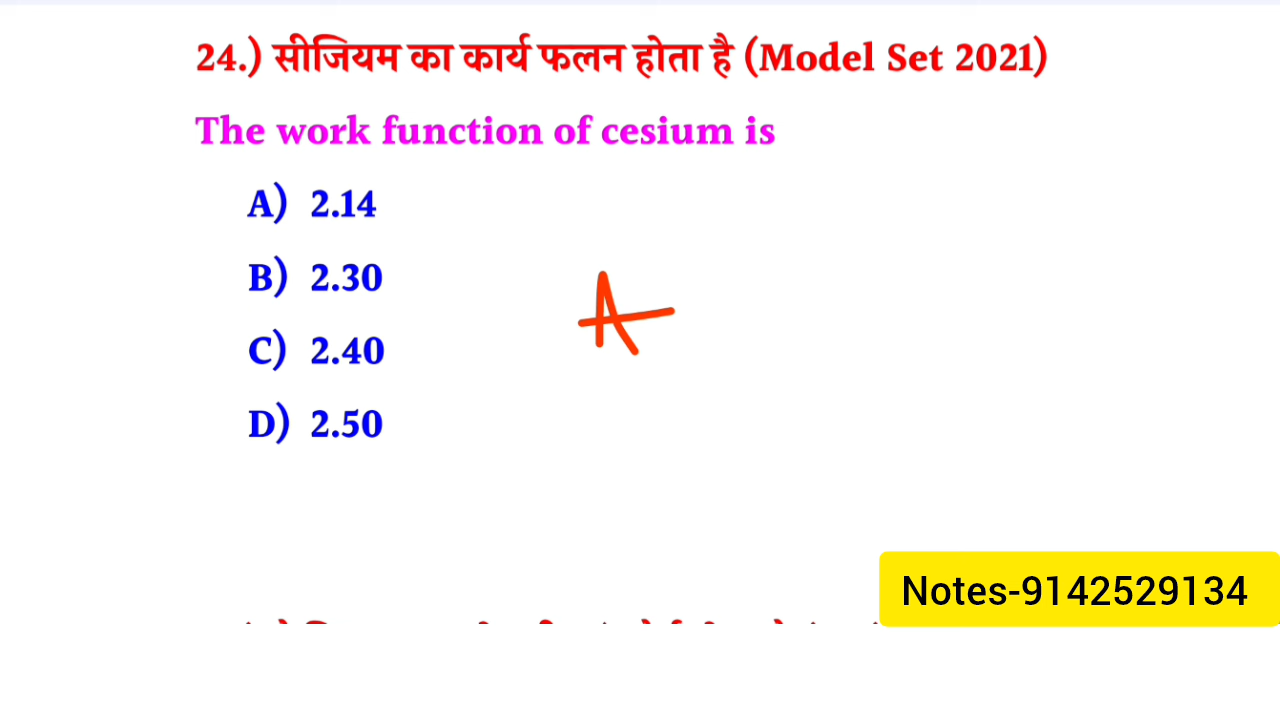 24.) सीजियम का कार्य फलन होता है (Model Set 2021)
The work function of cesium is
A) 2.14
B) 2.30
A
C) 2.40
D) 2.50
Notes-9142529134